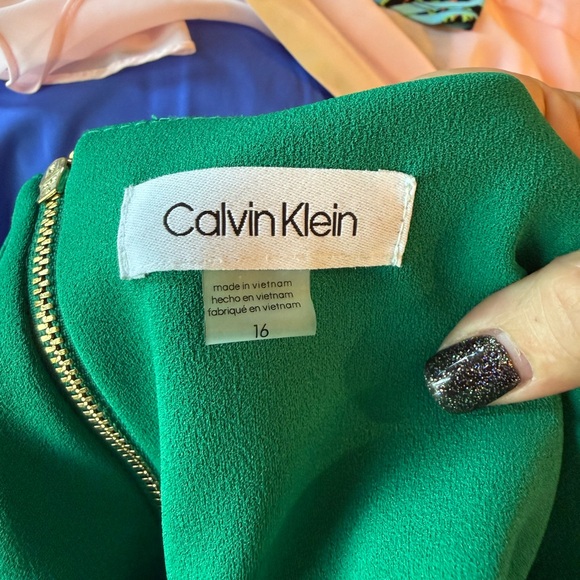 Calvin Klein
made in vietnam
hecho en vietnam
fabriqué en vietnam
16